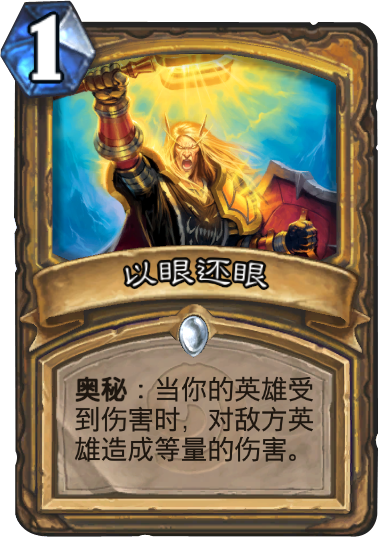 1
以眼还眼
奥秘：当你的英雄受
到伤害时，对敌方英
雄造成等量的伤害。